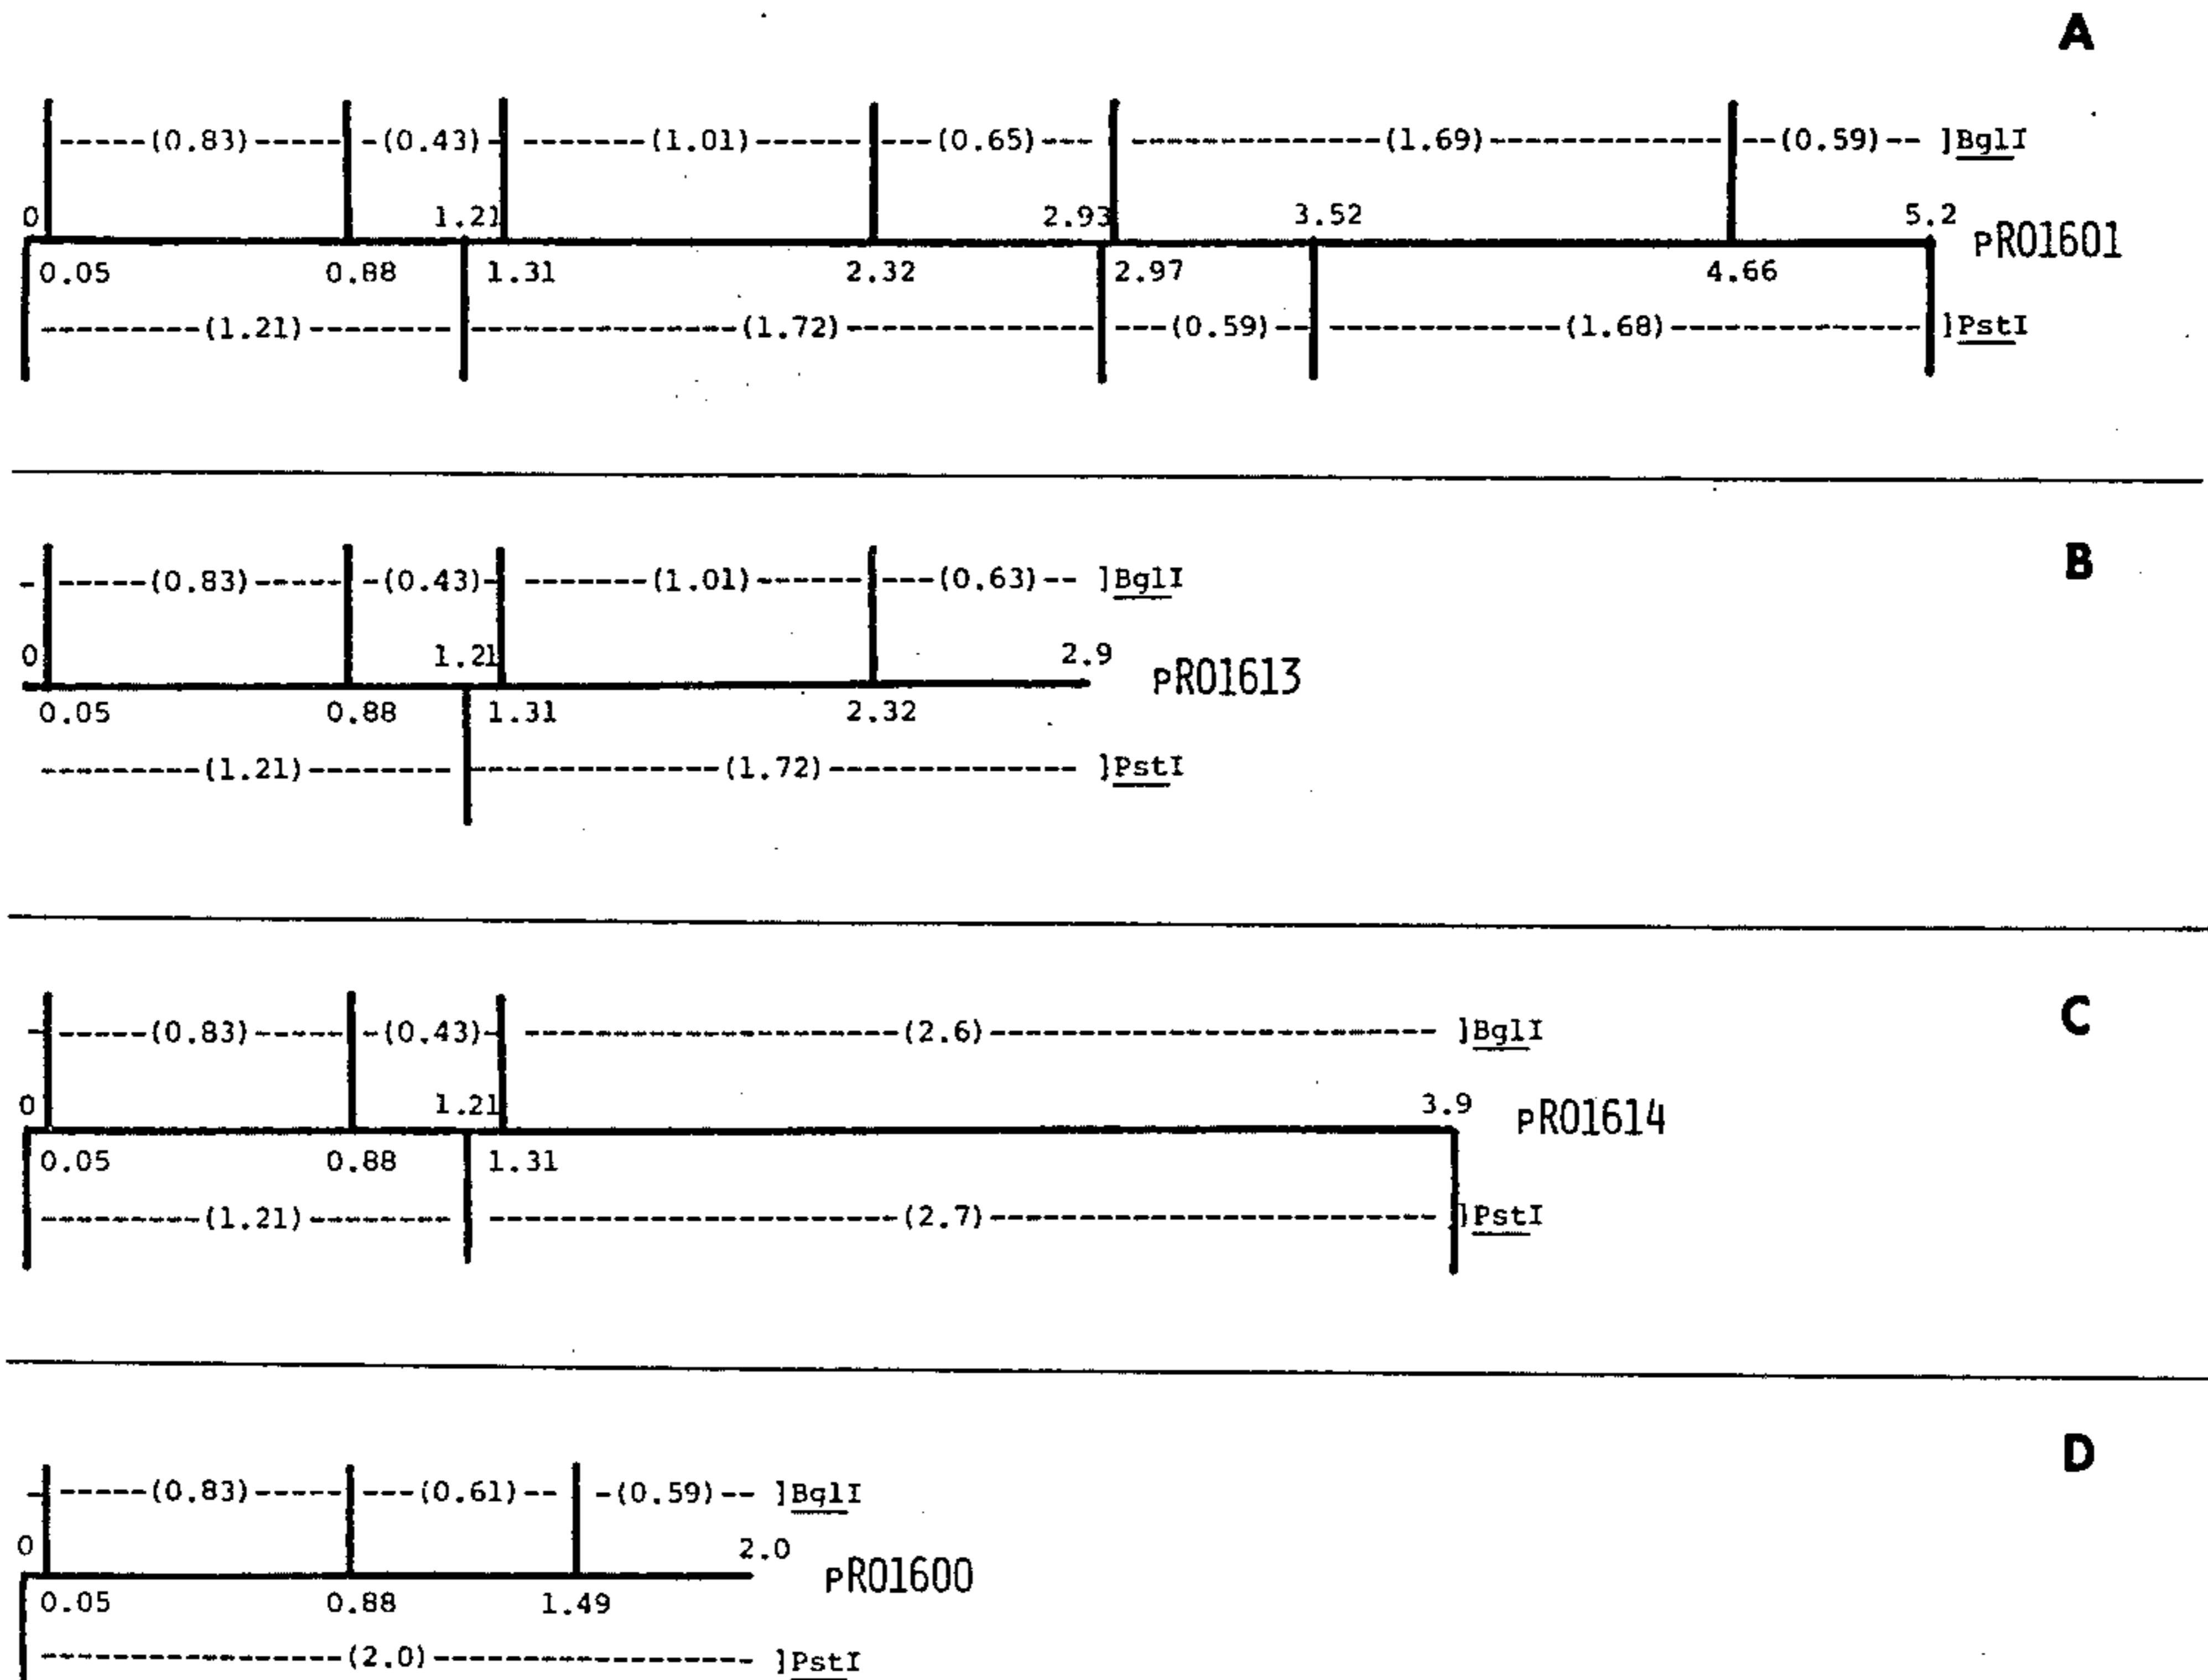 A
-----(0.83)----- -(0.43)- -------(1.01)------ ---(0.65)--- ------------(1.69)----------- --(0.59)-- ]BglI
0 1.21 2.93 3.52 5.2 pRO1601
0.05 0.88 1.31 2.32 2.97 4.66
---------(1.21)-------- ---------------(1.72)-------------- ---(0.59)-- -------------(1.68)-------------- ]PstI
B
-----(0.83)----- -(0.43)- -------(1.01)------ ---(0.63)-- ]BglI
0 1.21 2.9 pRO1613
0.05 0.88 1.31 2.32
---------(1.21)-------- --------------(1.72)-------------- ]PstI
C
-----(0.83)----- -(0.43)- ---------------------(2.6)------------------------- ]BglI
0 1.21 3.9 pRO1614
0.05 0.88 1.31
---------(1.21)-------- -----------------------(2.7)------------------------- ]PstI
D
-----(0.83)----- ---(0.61)-- -(0.59)-- ]BglI
0 2.0 pRO1600
0.05 0.88 1.49
-----------------(2.0)------------------ ]PstI